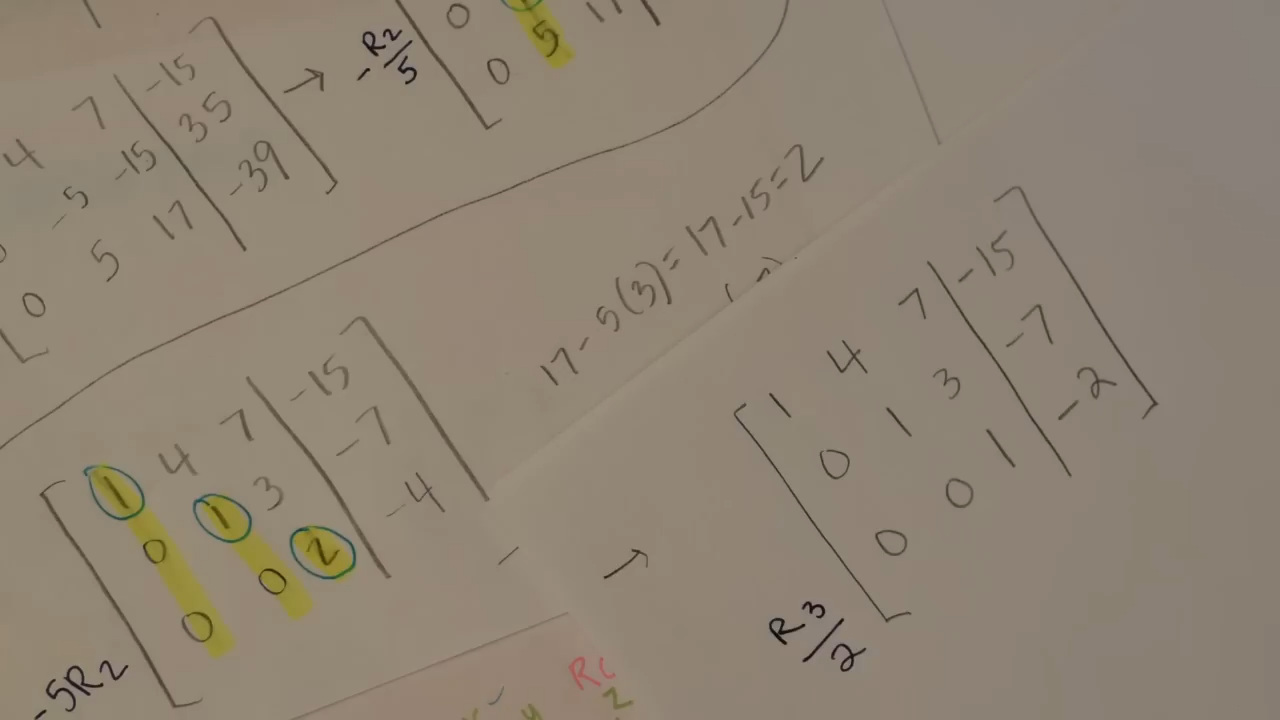 4 7 -15
-5 -15 35
0 5 17 -39
-R2/5
0
0 5
17-5(3)=17-15=2
1 4 7 -15
0 1 3 -7
0 0 2 -4
-5R2
1 4 7 -15
0 1 3 -7
0 0 1 -2
R3/2